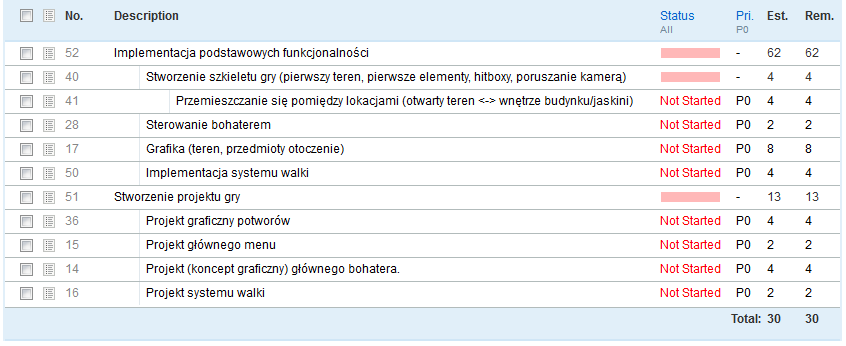 No. Description Status Pri. Est. Rem.
All P0
52 Implementacja podstawowych funkcjonalności - 62 62
40 Stworzenie szkieletu gry (pierwszy teren, pierwsze elementy, hitboxy, poruszanie kamerą) - 4 4
41 Przemieszczanie się pomiędzy lokacjami (otwarty teren <-> wnętrze budynku/jaskini) Not Started P0 4 4
28 Sterowanie bohaterem Not Started P0 2 2
17 Grafika (teren, przedmioty otoczenie) Not Started P0 8 8
50 Implementacja systemu walki Not Started P0 4 4
51 Stworzenie projektu gry - 13 13
36 Projekt graficzny potworów Not Started P0 4 4
15 Projekt głównego menu Not Started P0 2 2
14 Projekt (koncept graficzny) głównego bohatera. Not Started P0 4 4
16 Projekt systemu walki Not Started P0 2 2
Total: 30 30